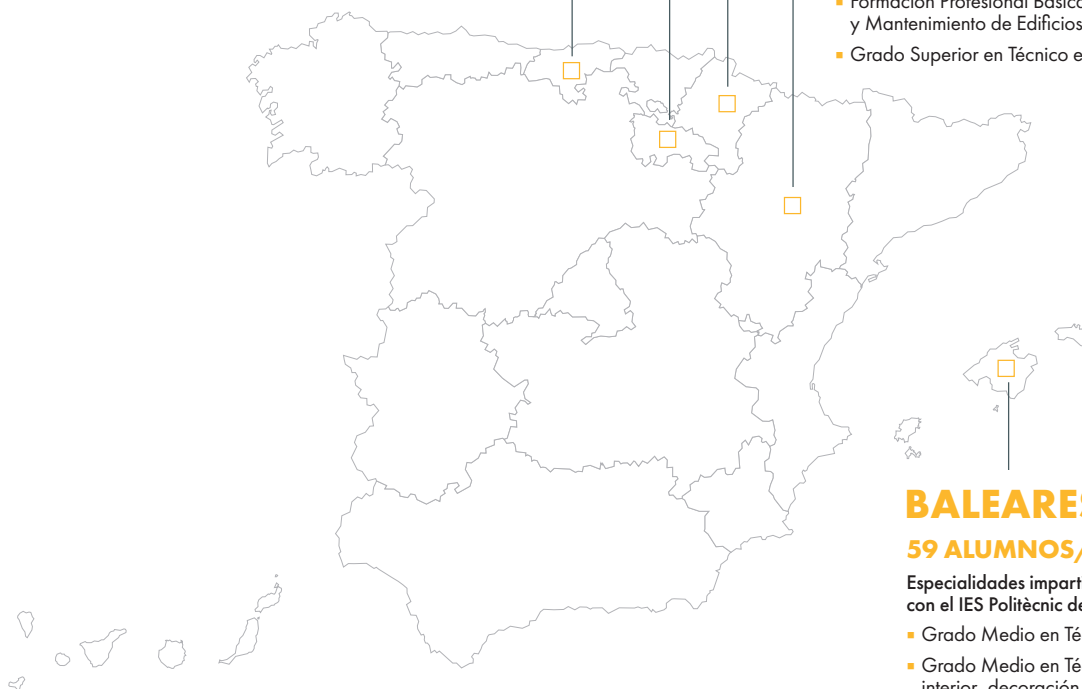 Formación Profesional Básica
y Mantenimiento de Edificios
Grado Superior en Técnico e
BALEARES
59 ALUMNOS/
Especialidades impart
con el IES Politècnic de
Grado Medio en Té
Grado Medio en Té
interior, decoración